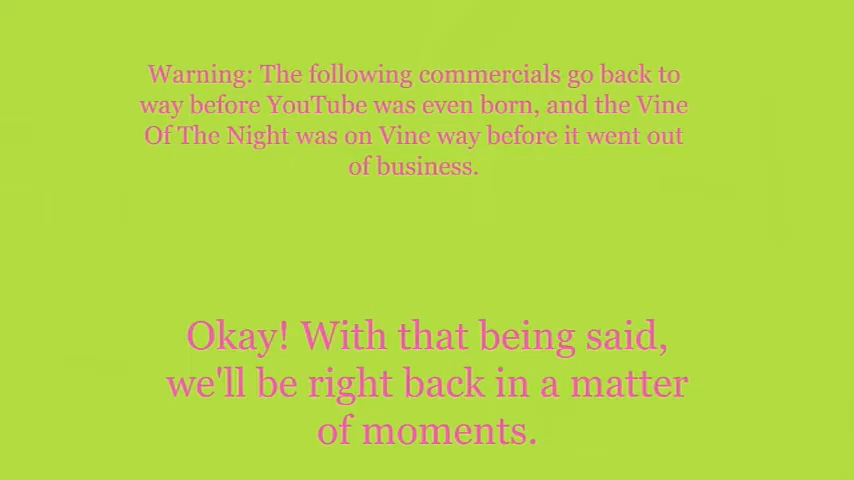 Warning: The following commercials go back to
way before YouTube was even born, and the Vine
Of The Night was on Vine way before it went out
of business.
Okay! With that being said,
we'll be right back in a matter
of moments.